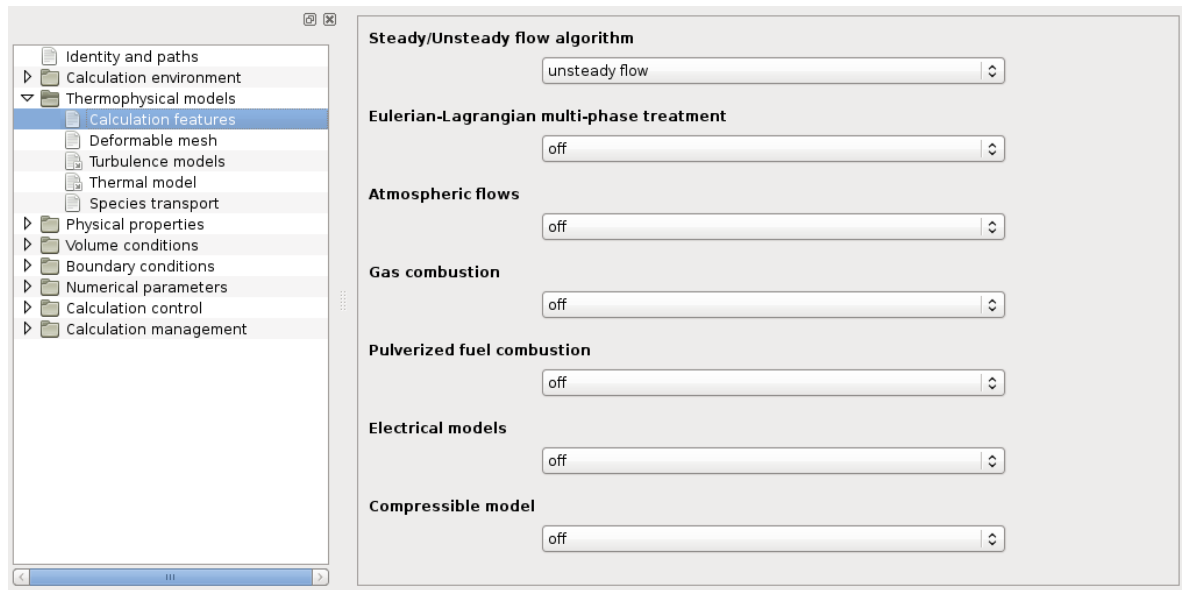 Identity and paths
Calculation environment
Thermophysical models
Calculation features
Deformable mesh
Turbulence models
Thermal model
Species transport
Physical properties
Volume conditions
Boundary conditions
Numerical parameters
Calculation control
Calculation management
Steady/Unsteady flow algorithm
unsteady flow
Eulerian-Lagrangian multi-phase treatment
off
Atmospheric flows
off
Gas combustion
off
Pulverized fuel combustion
off
Electrical models
off
Compressible model
off